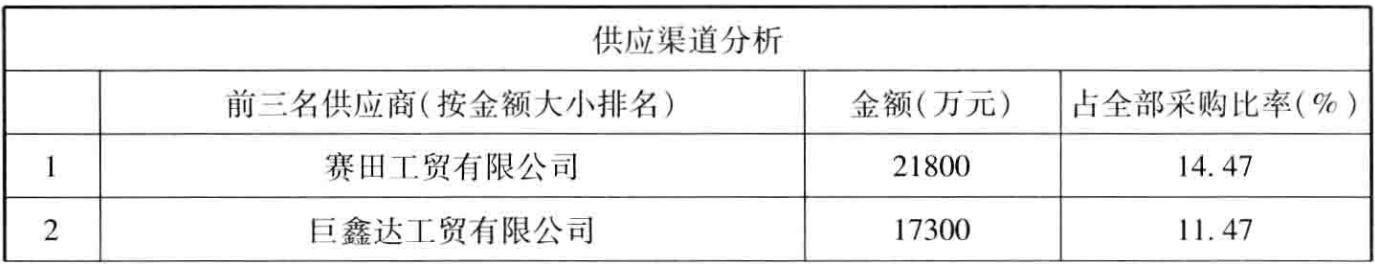 供应渠道分析
前三名供应商(按金额大小排名) 金额(万元) 占全部采购比率(%)
1 赛田工贸有限公司 21800 14.47
2 巨鑫达工贸有限公司 17300 11.47